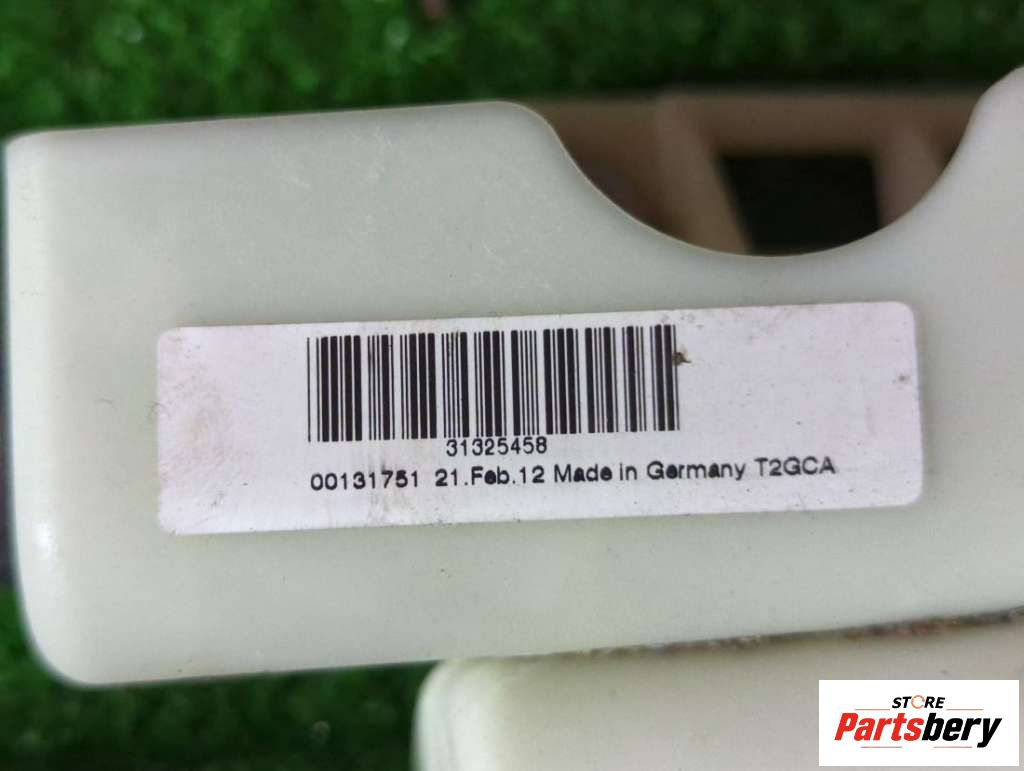 31325458
00131751 21.Feb.12 Made in Germany T2GCA
STORE
Partsbery